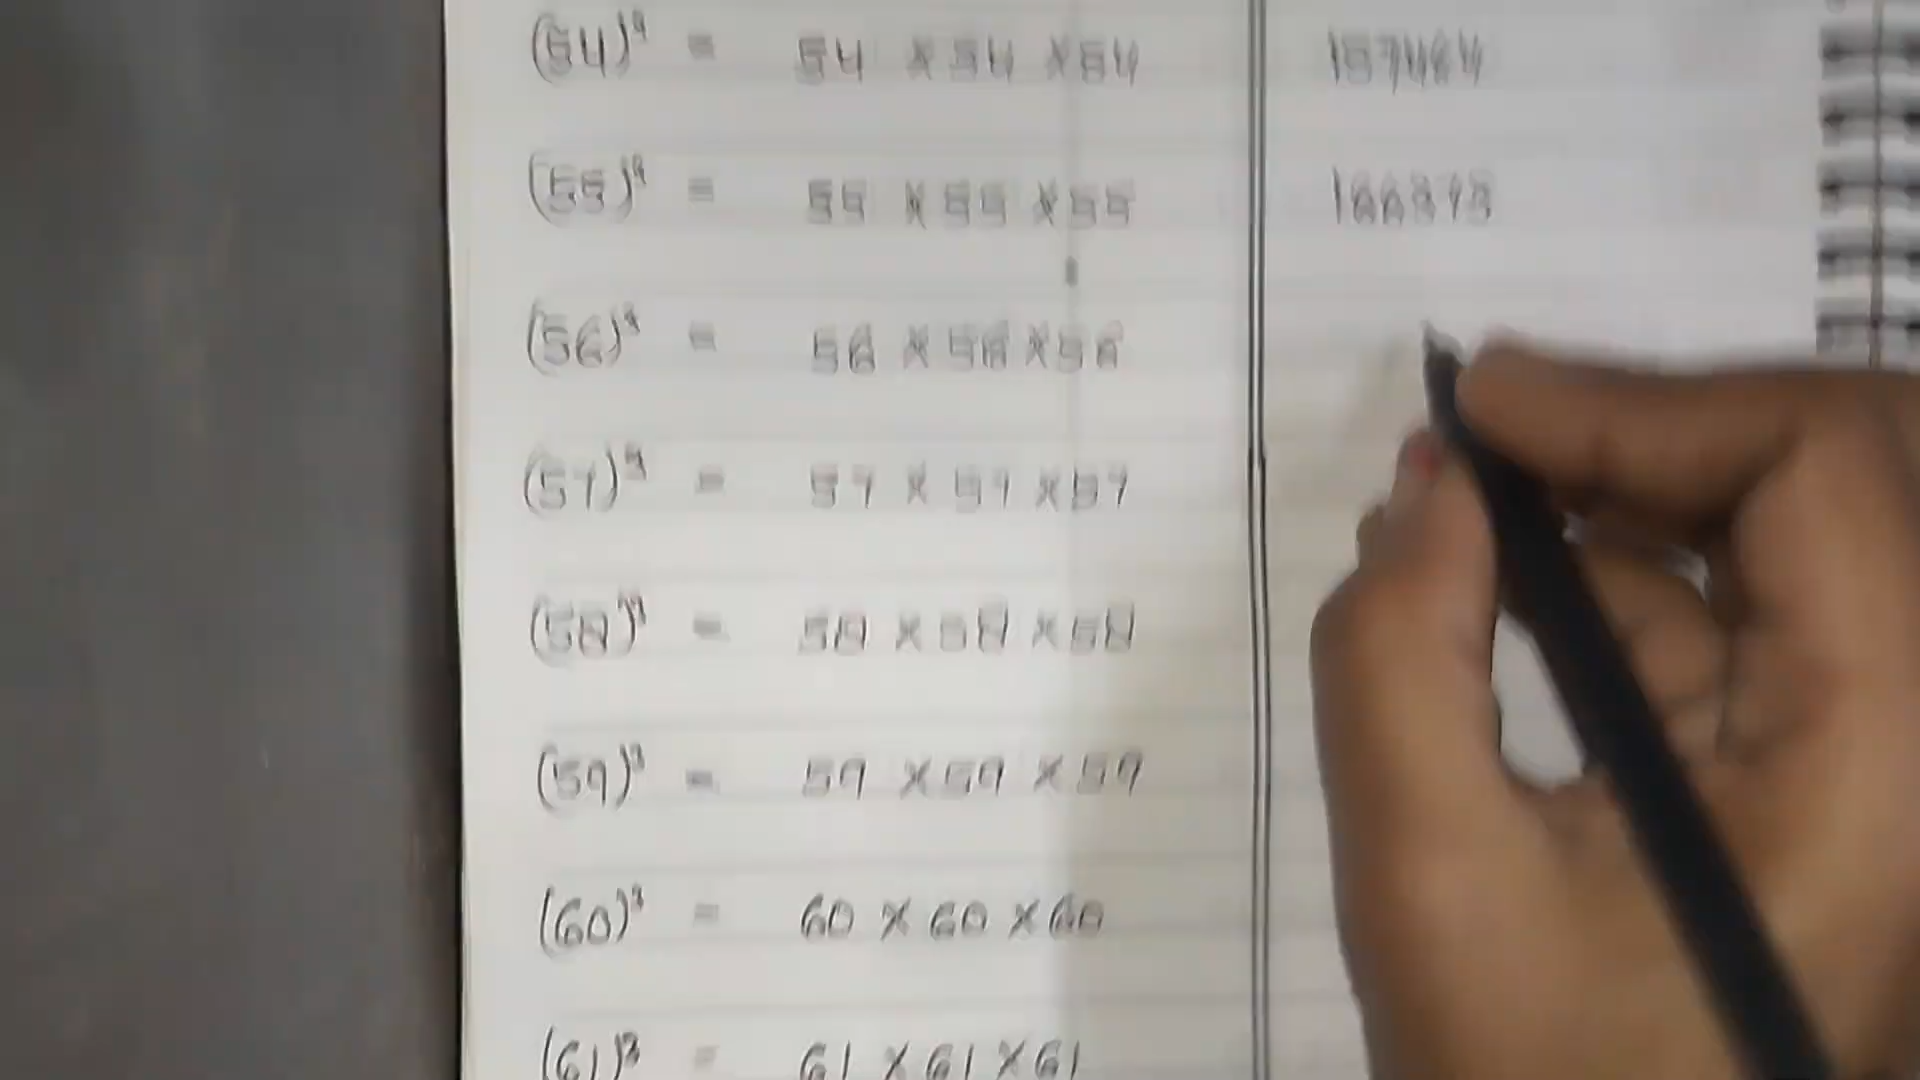 (54)³ = 54 × 54 × 54 157464
(55)³ = 55 × 55 × 55 166375
(56)³ = 56 × 56 × 56
(57)³ = 57 × 57 × 57
(58)³ = 58 × 58 × 58
(59)³ = 59 × 59 × 59
(60)³ = 60 × 60 × 60
(61)³ = 61 × 61 × 61